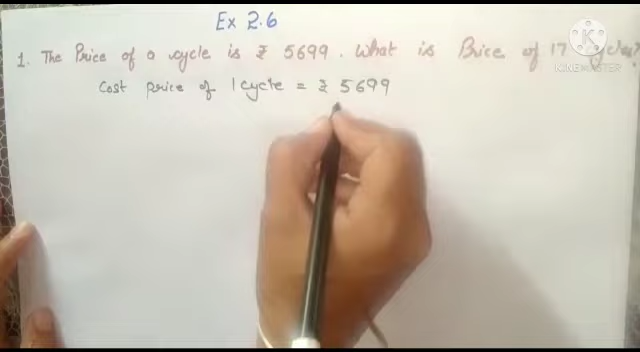 Ex 2.6
1. The Price of a cycle is ₹ 5699. What is Price of 17 cycles?
Cost price of 1 cycle = ₹ 5699
KINEMASTER